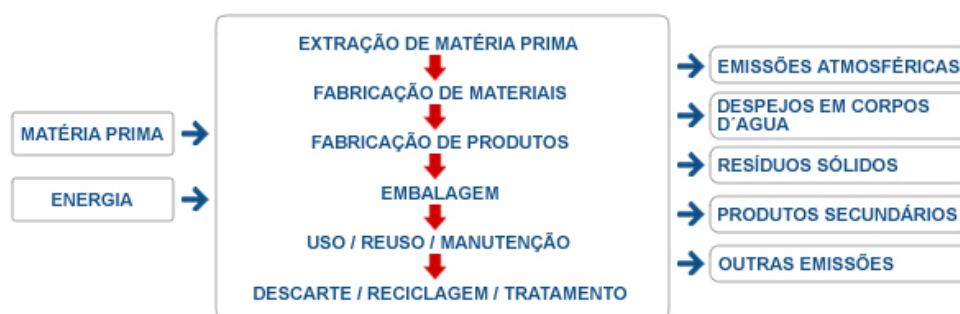 MATÉRIA PRIMA
ENERGIA
EXTRAÇÃO DE MATÉRIA PRIMA
FABRICAÇÃO DE MATERIAIS
FABRICAÇÃO DE PRODUTOS
EMBALAGEM
USO / REUSO / MANUTENÇÃO
DESCARTE / RECICLAGEM / TRATAMENTO
EMISSÕES ATMOSFÉRICAS
DESPEJOS EM CORPOS
D´AGUA
RESÍDUOS SÓLIDOS
PRODUTOS SECUNDÁRIOS
OUTRAS EMISSÕES